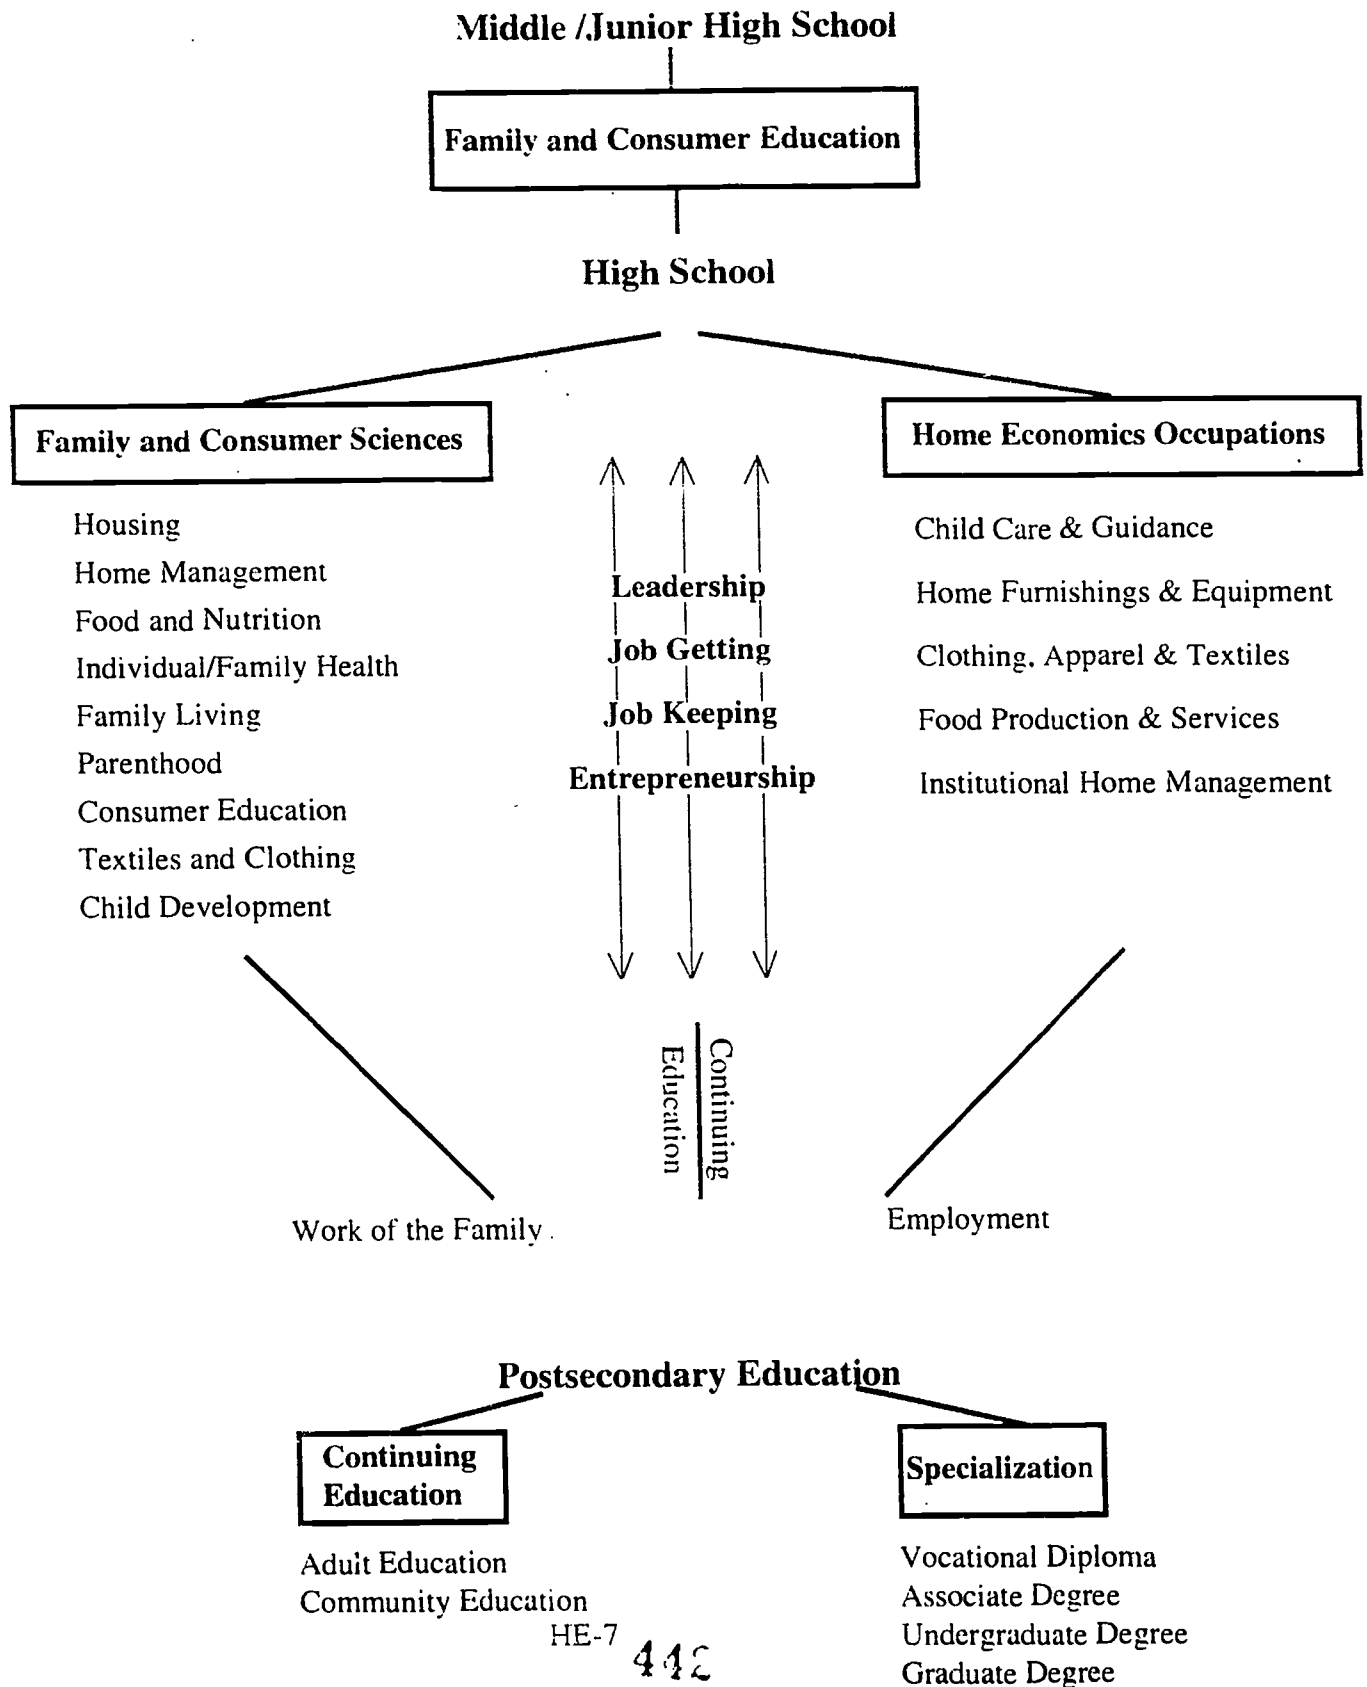 Middle /Junior High School
Family and Consumer Education
High School
Family and Consumer Sciences
Housing
Home Management
Food and Nutrition
Individual/Family Health
Family Living
Parenthood
Consumer Education
Textiles and Clothing
Child Development
Leadership
Job Getting
Job Keeping
Entrepreneurship
Home Economics Occupations
Child Care & Guidance
Home Furnishings & Equipment
Clothing, Apparel & Textiles
Food Production & Services
Institutional Home Management
Continuing
Education
Work of the Family
Employment
Postsecondary Education
Continuing
Education
Adult Education
Community Education
Specialization
Vocational Diploma
Associate Degree
Undergraduate Degree
Graduate Degree
HE-7